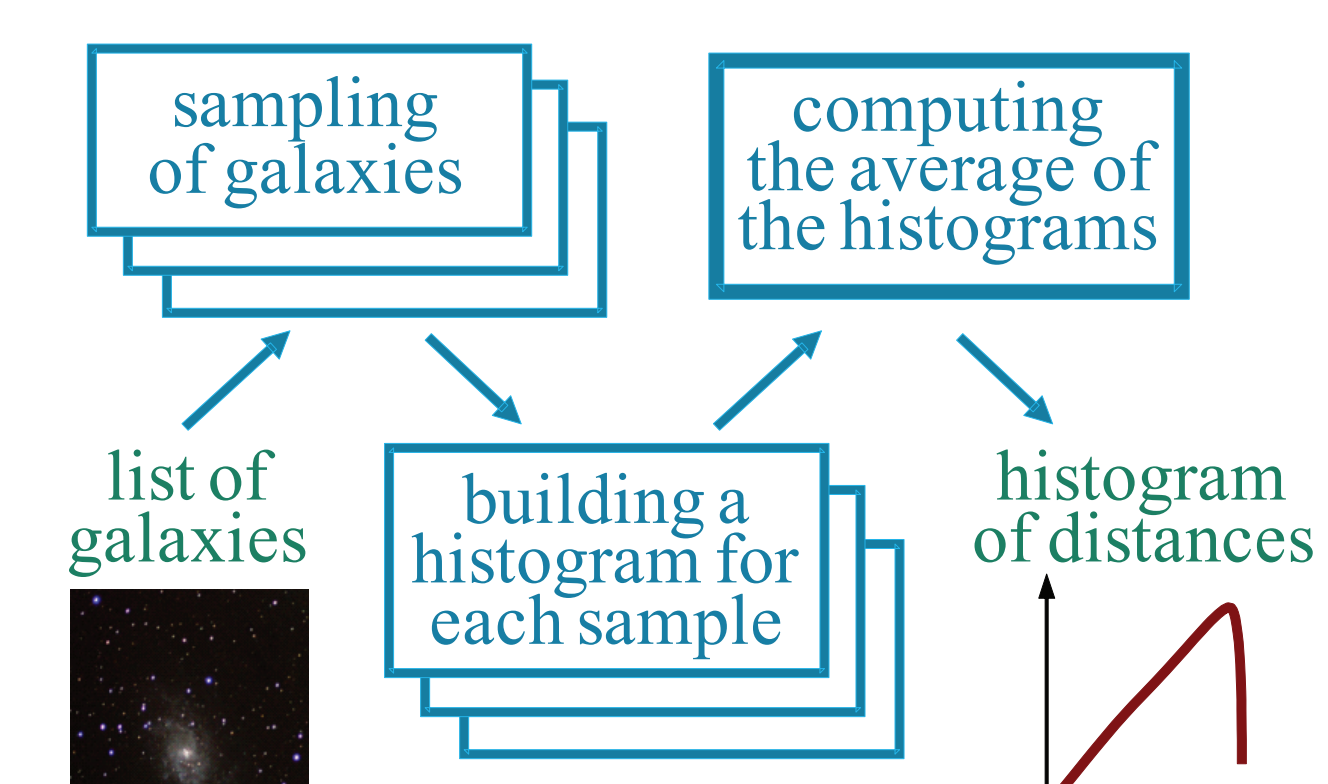 sampling
of galaxies
computing
the average of
the histograms
list of
galaxies
building a
histogram for
each sample
histogram
of distances